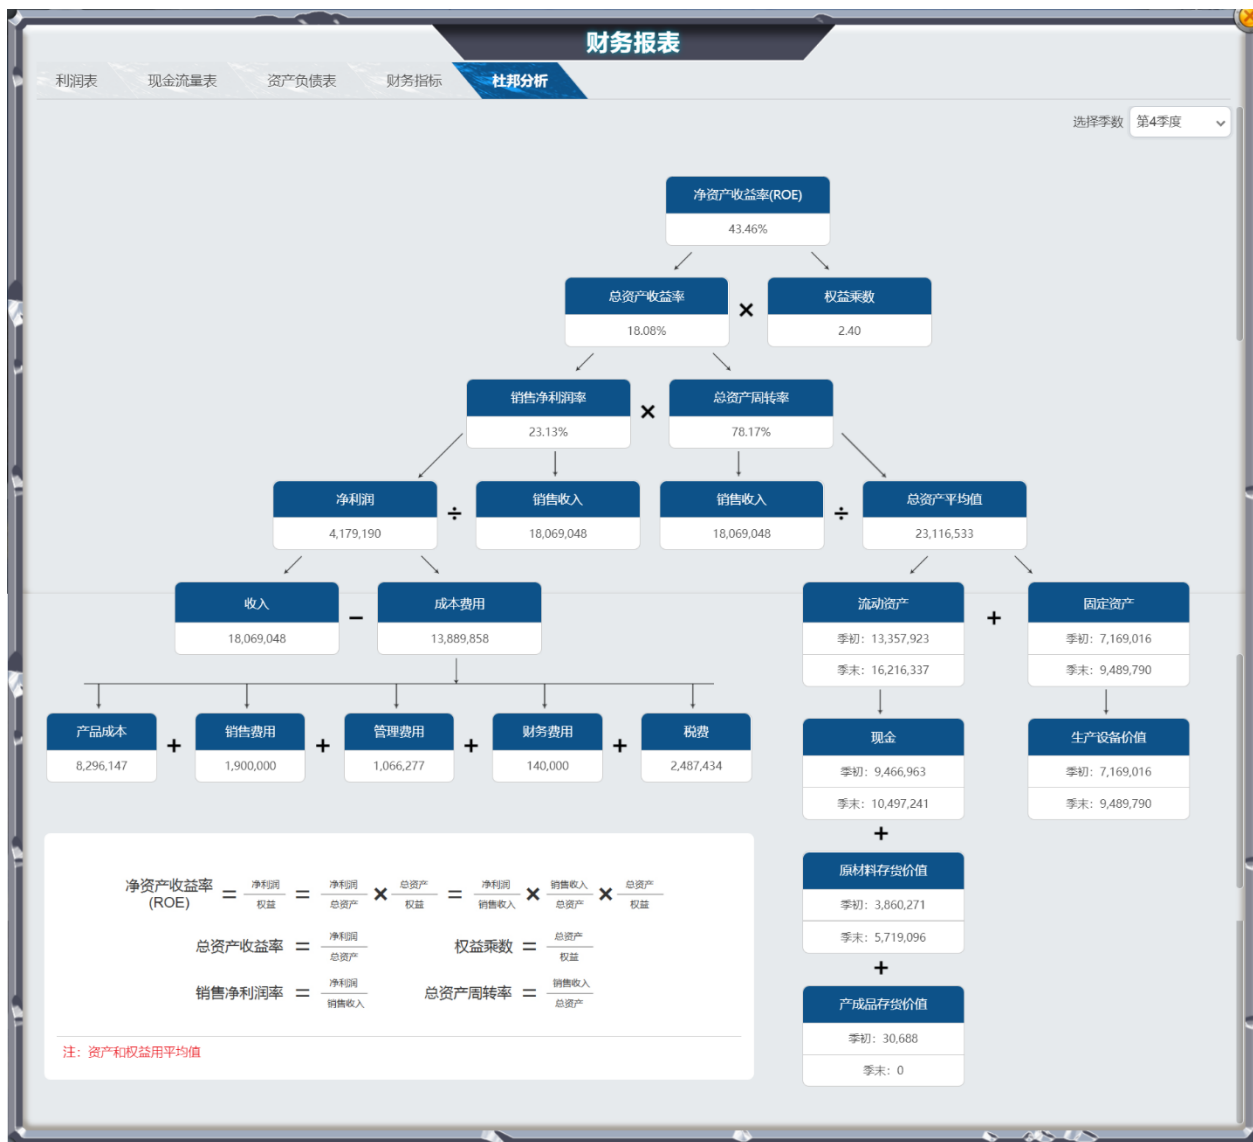 财务报表
利润表 现金流量表 资产负债表 财务指标 杜邦分析
选择季数 第4季度
净资产收益率(ROE)
43.46%
总资产收益率 × 权益乘数
18.08% 2.40
销售净利润率 × 总资产周转率
23.13% 78.17%
净利润 ÷ 销售收入 销售收入 ÷ 总资产平均值
4,179,190 18,069,048 18,069,048 23,116,533
收入 − 成本费用 流动资产 + 固定资产
18,069,048 13,889,858 季初：13,357,923 季初：7,169,016
季末：16,216,337 季末：9,489,790
产品成本 + 销售费用 + 管理费用 + 财务费用 + 税费 现金 生产设备价值
8,296,147 1,900,000 1,066,277 140,000 2,487,434 季初：9,466,963 季初：7,169,016
季末：10,497,241 季末：9,489,790
+
原材料存货价值
季初：3,860,271
季末：5,719,096
+
产成品存货价值
季初：30,688
季末：0
净资产收益率(ROE) = 净利润/权益 = 净利润/总资产 × 总资产/权益 = 净利润/销售收入 × 销售收入/总资产 × 总资产/权益
总资产收益率 = 净利润/总资产 权益乘数 = 总资产/权益
销售净利润率 = 净利润/销售收入 总资产周转率 = 销售收入/总资产
注：资产和权益用平均值